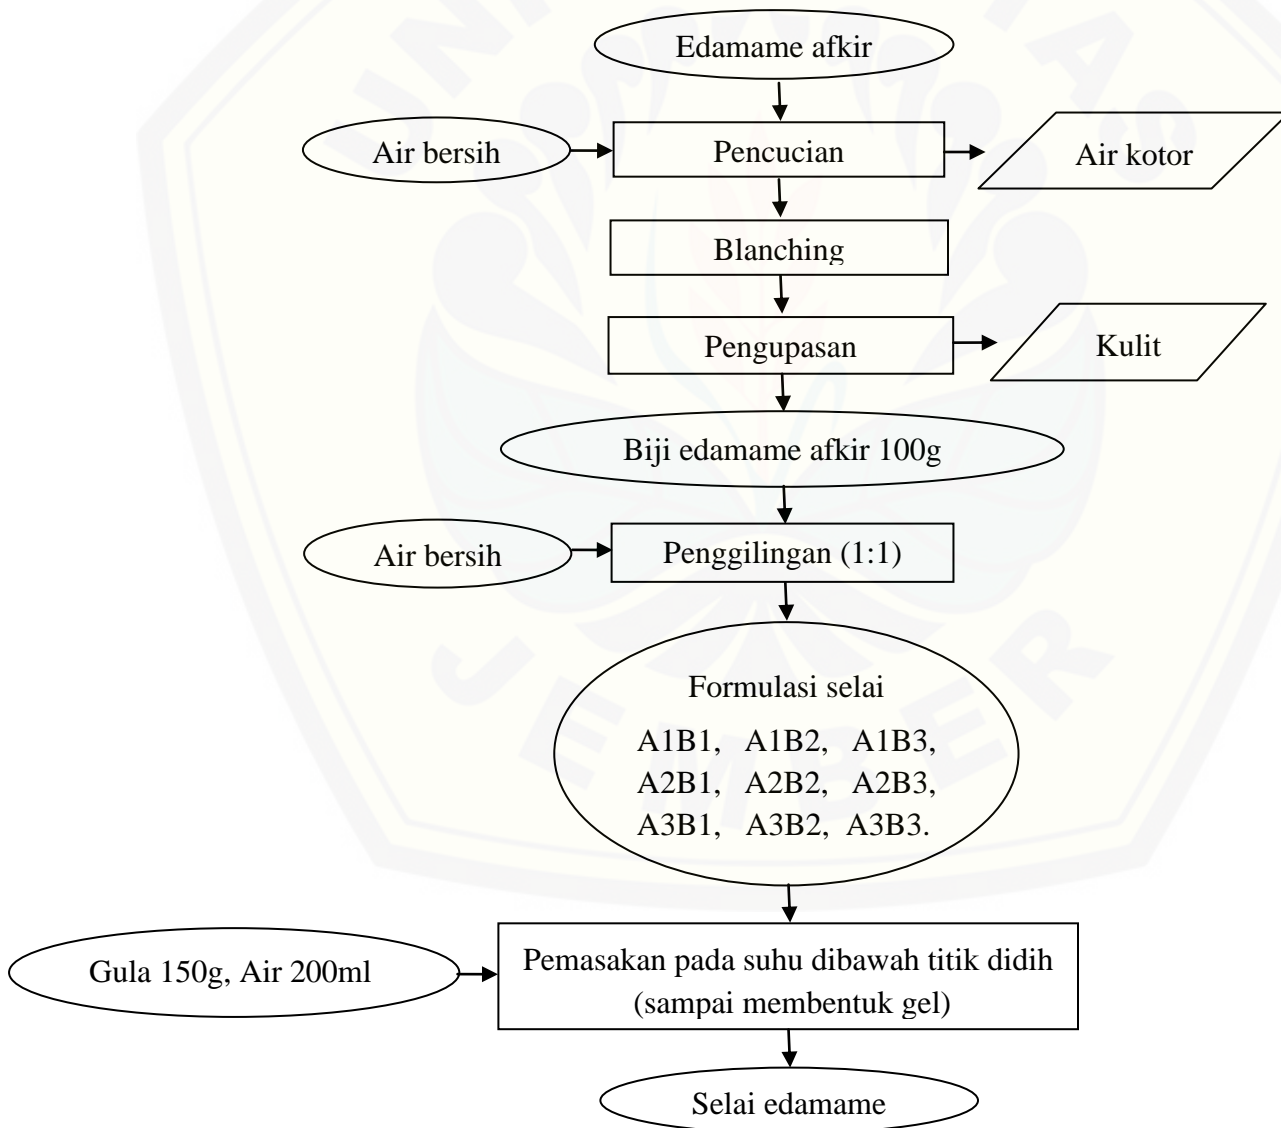 Edamame afkir
Air bersih
Pencucian
Air kotor
Blanching
Pengupasan
Kulit
Biji edamame afkir 100g
Air bersih
Penggilingan (1:1)
Formulasi selai
A1B1, A1B2, A1B3,
A2B1, A2B2, A2B3,
A3B1, A3B2, A3B3.
Gula 150g, Air 200ml
Pemasakan pada suhu dibawah titik didih
(sampai membentuk gel)
Selai edamame
JEMBER